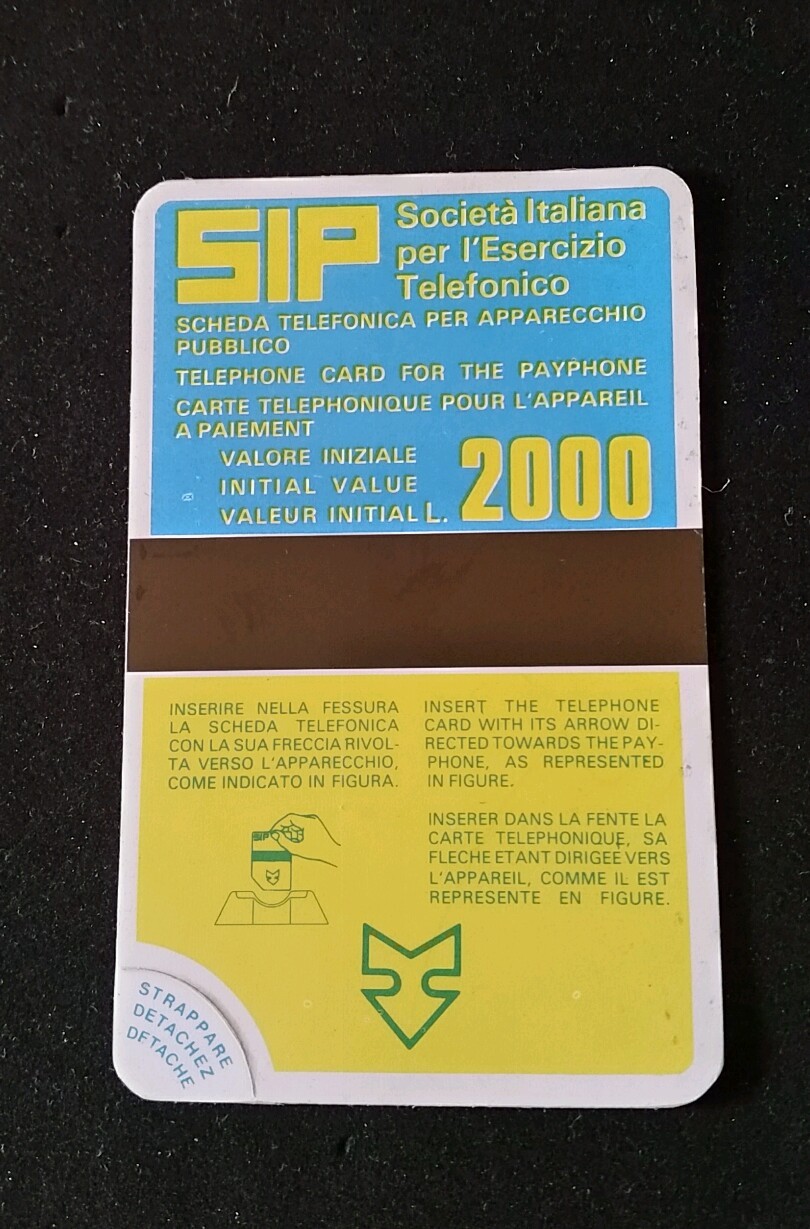 SIP
Società Italiana
per l'Esercizio
Telefonico
SCHEDA TELEFONICA PER APPARECCHIO
PUBBLICO
TELEPHONE CARD FOR THE PAYPHONE
CARTE TELEPHONIQUE POUR L'APPAREIL
A PAIEMENT
VALORE INIZIALE
INITIAL VALUE
VALEUR INITIAL L. 2000
INSERIRE NELLA FESSURA
LA SCHEDA TELEFONICA
CON LA SUA FRECCIA RIVOL-
TA VERSO L'APPARECCHIO,
COME INDICATO IN FIGURA.
INSERT THE TELEPHONE
CARD WITH ITS ARROW DI-
RECTED TOWARDS THE PAY-
PHONE, AS REPRESENTED
IN FIGURE.
INSERER DANS LA FENTE LA
CARTE TELEPHONIQUE, SA
FLECHE ETANT DIRIGEE VERS
L'APPAREIL, COMME IL EST
REPRESENTE EN FIGURE.
SIP
STRAPPARE
DETACHEZ
DETACHE